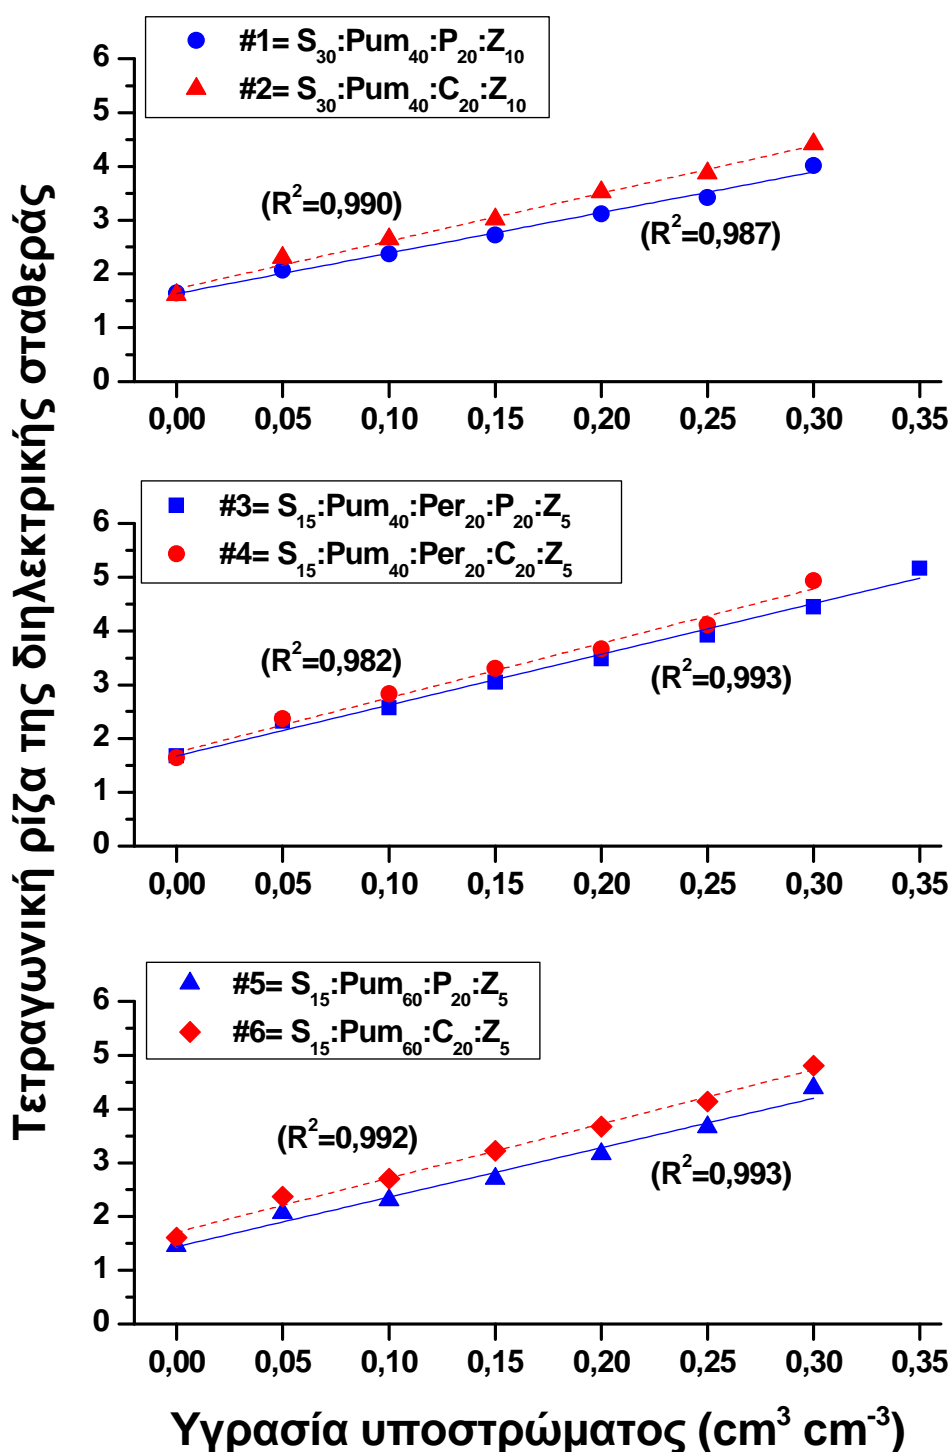 Τετραγωνική ρίζα της διηλεκτρικής σταθεράς
#1= S30:Pum40:P20:Z10
#2= S30:Pum40:C20:Z10
6
5
4
3
2
1
0
(R2=0,990)
(R2=0,987)
0,00 0,05 0,10 0,15 0,20 0,25 0,30 0,35
#3= S15:Pum40:Per20:P20:Z5
#4= S15:Pum40:Per20:C20:Z5
6
5
4
3
2
1
0
(R2=0,982)
(R2=0,993)
0,00 0,05 0,10 0,15 0,20 0,25 0,30 0,35
#5= S15:Pum60:P20:Z5
#6= S15:Pum60:C20:Z5
6
5
4
3
2
1
0
(R2=0,992)
(R2=0,993)
0,00 0,05 0,10 0,15 0,20 0,25 0,30 0,35
Υγρασία υποστρώματος (cm3 cm-3)